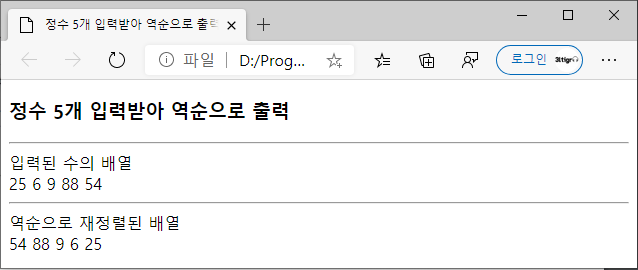 정수 5개 입력받아 역순으로 출력
파일 | D:/Prog...
로그인
정수 5개 입력받아 역순으로 출력
입력된 수의 배열
25 6 9 88 54
역순으로 재정렬된 배열
54 88 9 6 25